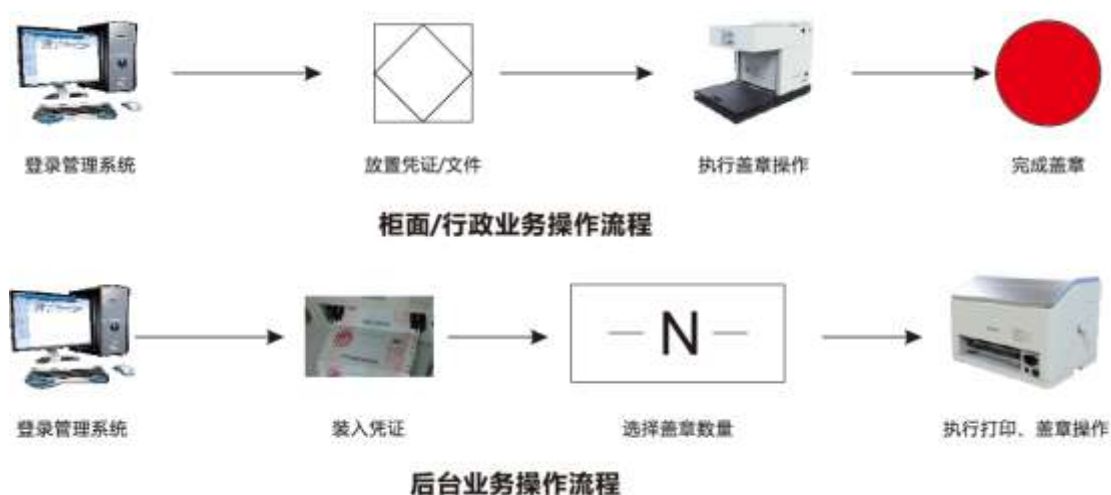 登录管理系统
放置凭证/文件
执行盖章操作
完成盖章
柜面/行政业务操作流程
— N —
登录管理系统
装入凭证
选择盖章数量
执行打印、盖章操作
后台业务操作流程